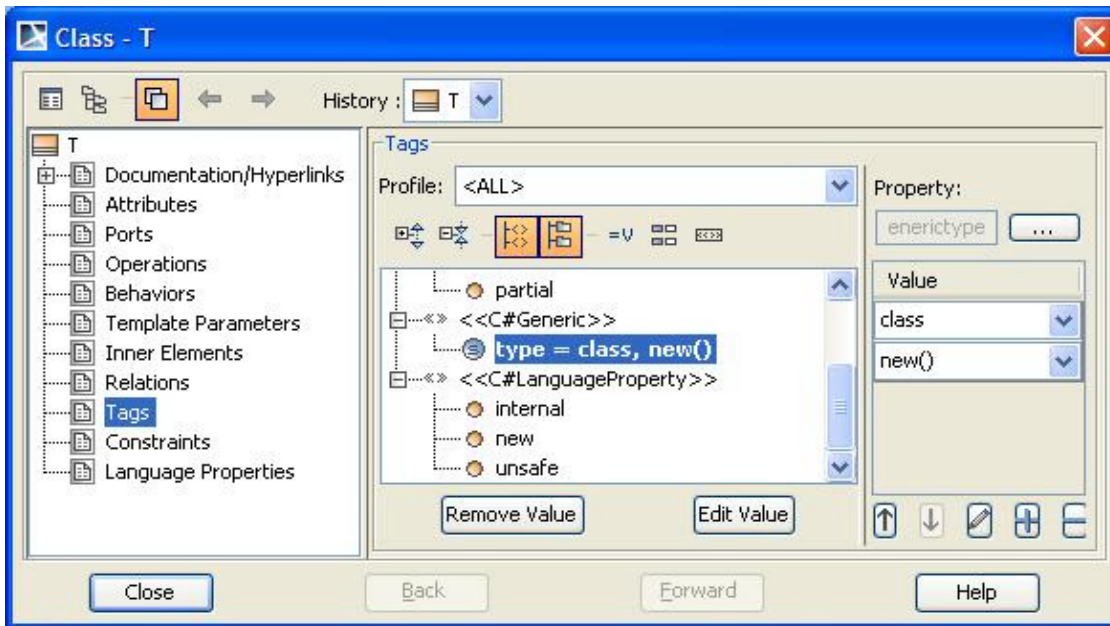 Class - T
History : T
T
Documentation/Hyperlinks
Attributes
Ports
Operations
Behaviors
Template Parameters
Inner Elements
Relations
Tags
Constraints
Language Properties
Tags
Profile: <ALL>
=V
partial
<<C#Generic>>
type = class, new()
<<C#LanguageProperty>>
internal
new
unsafe
Remove Value Edit Value
Property:
enerictype ...
Value
class
new()
Close Back Forward Help